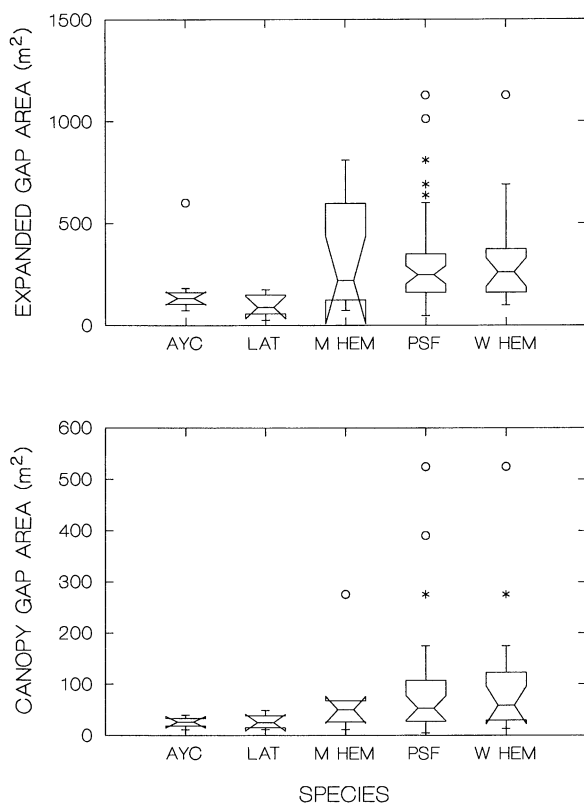 EXPANDED GAP AREA (m²)
1500
1000
500
0
AYC LAT M HEM PSF W HEM
CANOPY GAP AREA (m²)
600
500
400
300
200
100
0
AYC LAT M HEM PSF W HEM
SPECIES